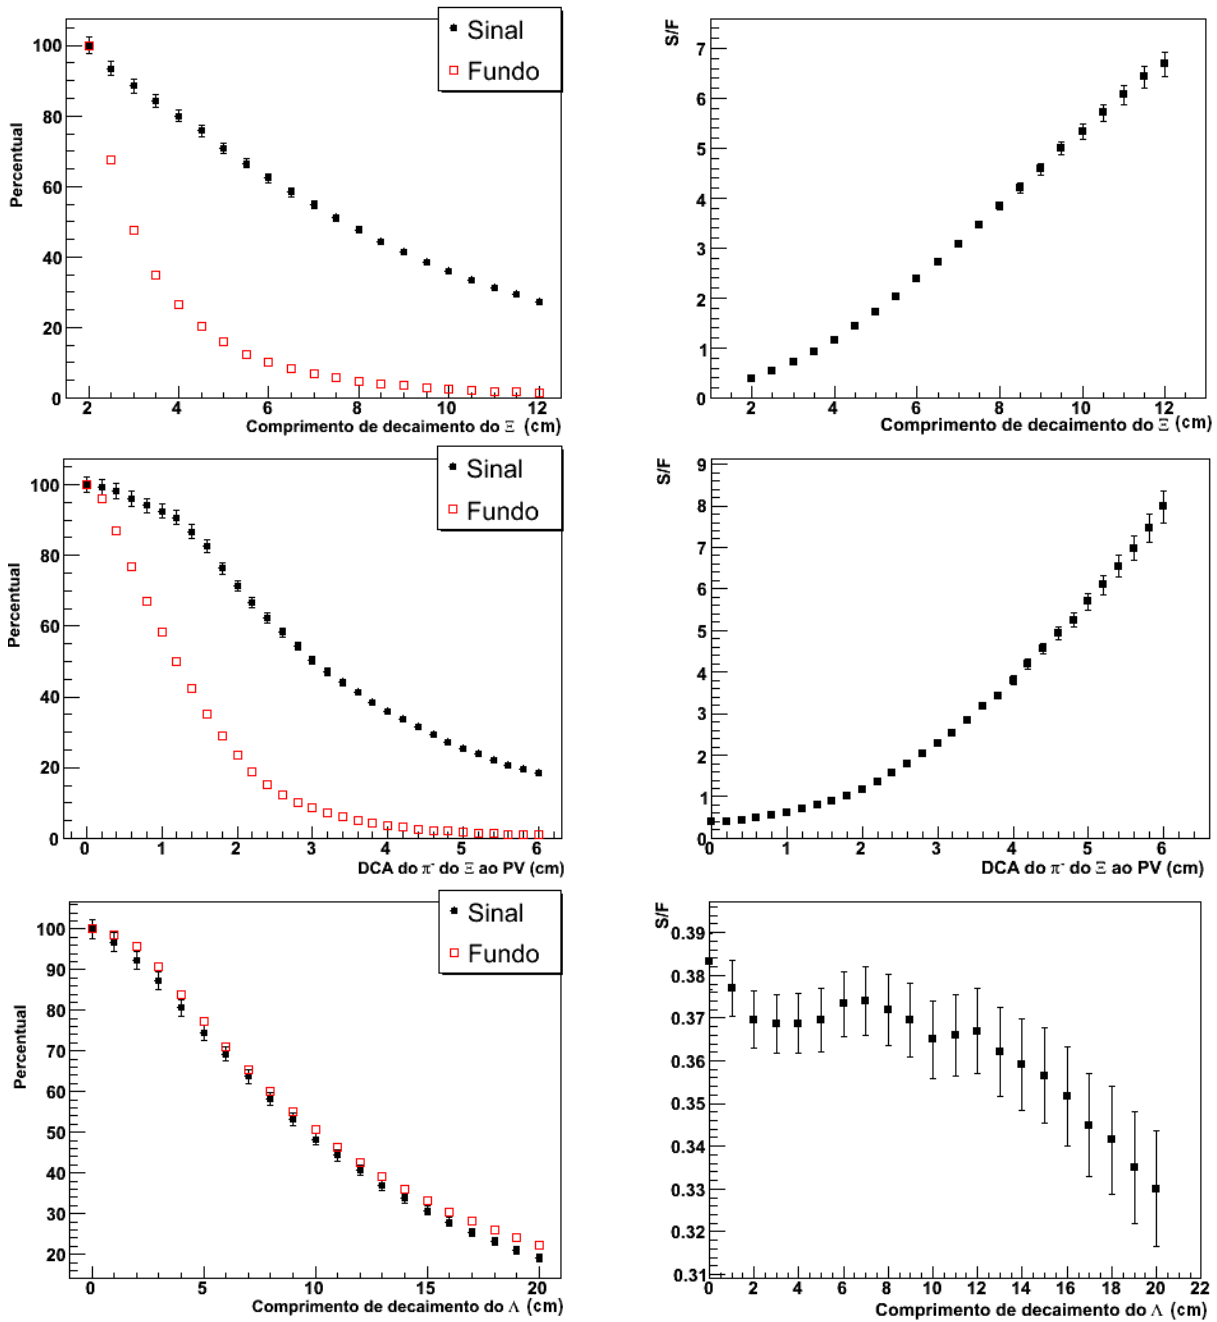 Sinal
Fundo
Percentual
100
80
60
40
20
0
2 4 6 8 10 12
Comprimento de decaimento do Ξ (cm)
S/F
7
6
5
4
3
2
1
0
2 4 6 8 10 12
Comprimento de decaimento do Ξ (cm)
Sinal
Fundo
Percentual
100
80
60
40
20
0
0 1 2 3 4 5 6
DCA do π⁻ do Ξ ao PV (cm)
S/F
9
8
7
6
5
4
3
2
1
0
0 1 2 3 4 5 6
DCA do π⁻ do Ξ ao PV (cm)
Sinal
Fundo
Percentual
100
90
80
70
60
50
40
30
20
0 5 10 15 20
Comprimento de decaimento do Λ (cm)
S/F
0.39
0.38
0.37
0.36
0.35
0.34
0.33
0.32
0.31
0 2 4 6 8 10 12 14 16 18 20 22
Comprimento de decaimento do Λ (cm)